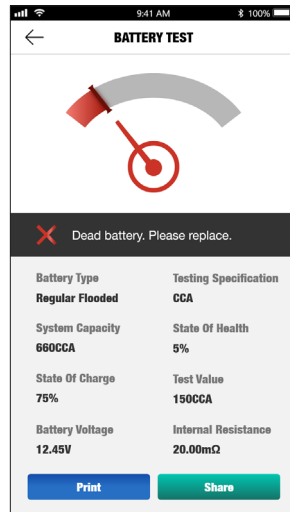 9:41 AM 100%
BATTERY TEST
Dead battery. Please replace.
Battery Type Testing Specification
Regular Flooded CCA
System Capacity State Of Health
660CCA 5%
State Of Charge Test Value
75% 150CCA
Battery Voltage Internal Resistance
12.45V 20.00mΩ
Print Share